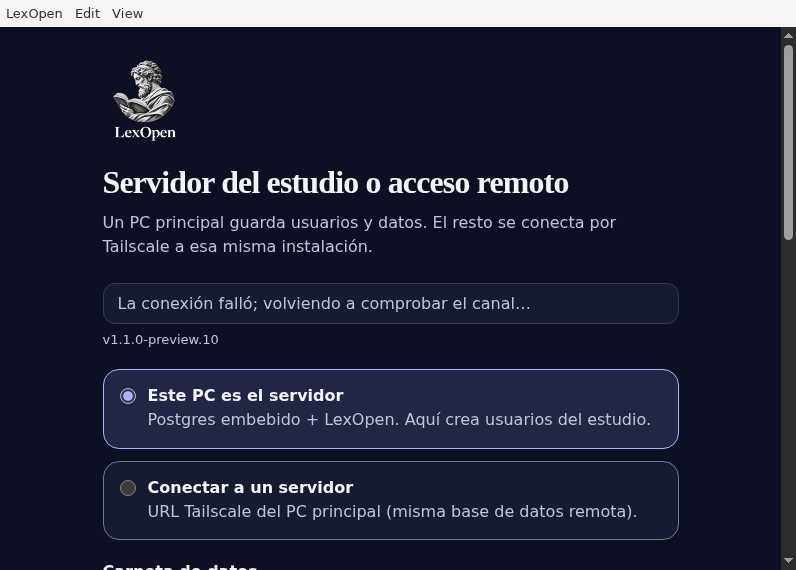 LexOpen Edit View
LexOpen
Servidor del estudio o acceso remoto
Un PC principal guarda usuarios y datos. El resto se conecta por
Tailscale a esa misma instalación.
La conexión falló; volviendo a comprobar el canal…
v1.1.0-preview.10
Este PC es el servidor
Postgres embebido + LexOpen. Aquí crea usuarios del estudio.
Conectar a un servidor
URL Tailscale del PC principal (misma base de datos remota).
Carpeta de datos